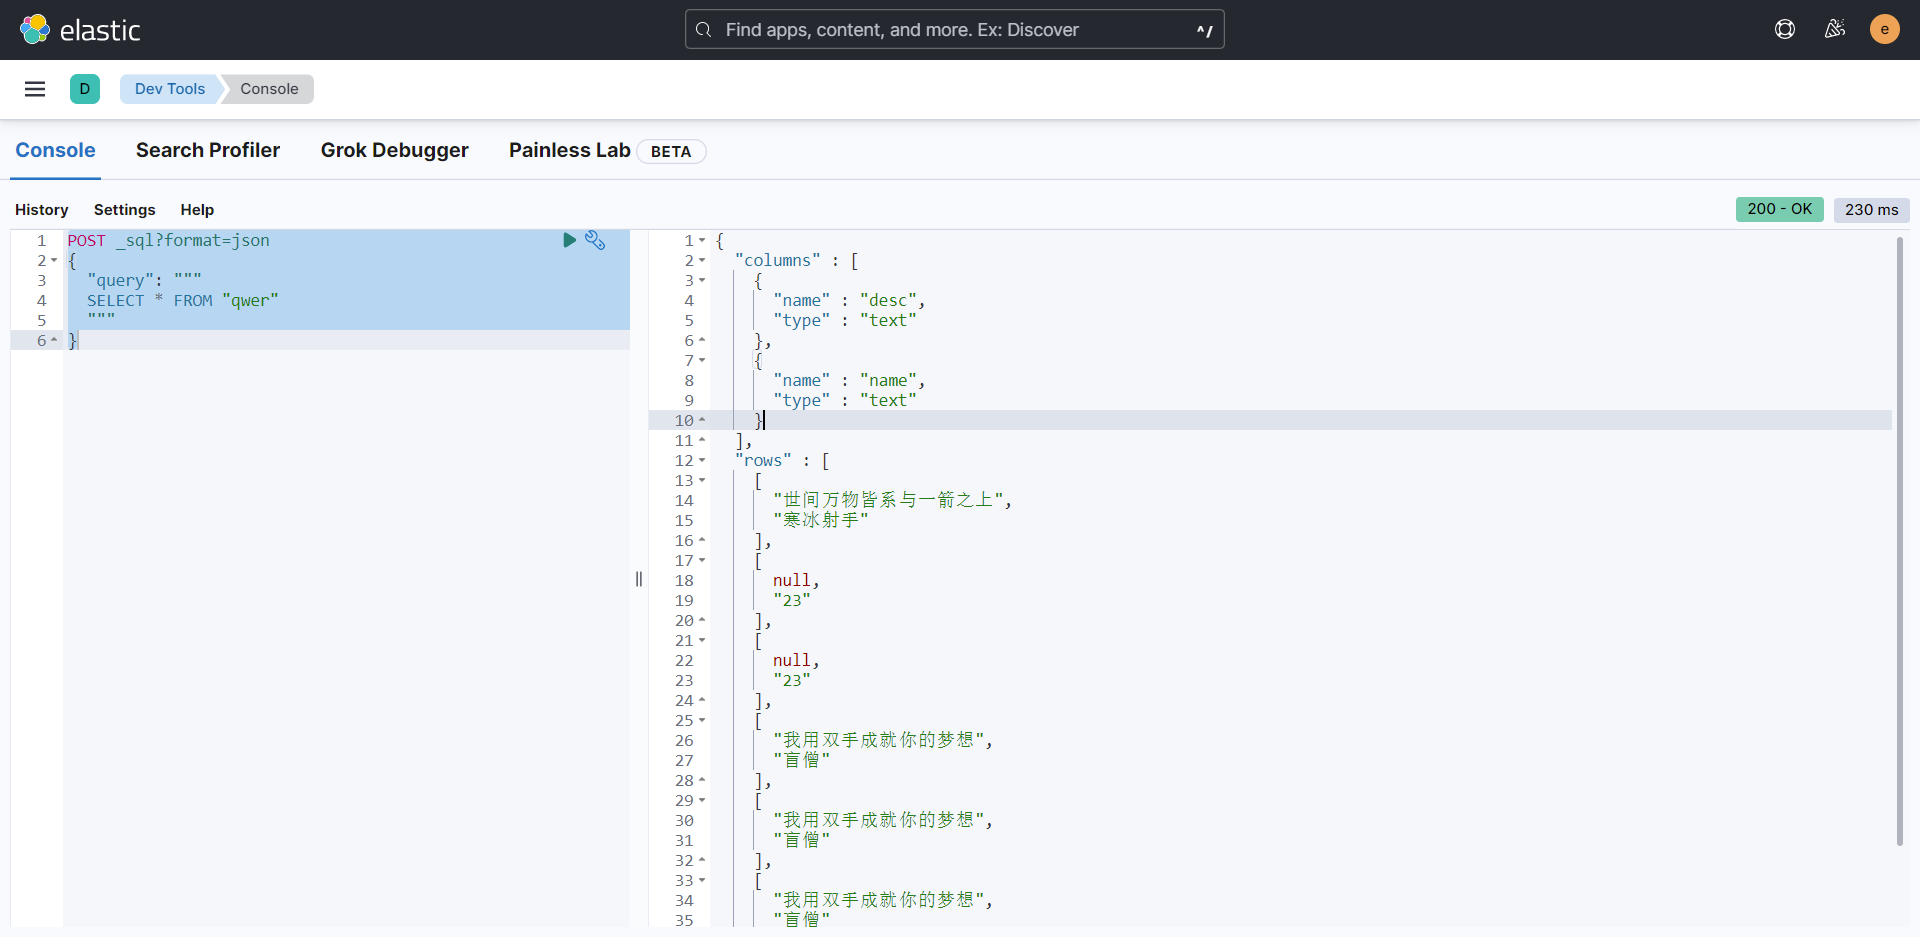 elastic
Find apps, content, and more. Ex: Discover
^/
e
D
Dev Tools
Console
Console
Search Profiler
Grok Debugger
Painless Lab
BETA
History
Settings
Help
200 - OK
230 ms
1 POST _sql?format=json
2 {
3 "query": """
4 SELECT * FROM "qwer"
5 """
6 }
1 {
2 "columns" : [
3 {
4 "name" : "desc",
5 "type" : "text"
6 },
7 {
8 "name" : "name",
9 "type" : "text"
10 }
11 ],
12 "rows" : [
13 [
14 "世间万物皆系与一箭之上",
15 "寒冰射手"
16 ],
17 [
18 null,
19 "23"
20 ],
21 [
22 null,
23 "23"
24 ],
25 [
26 "我用双手成就你的梦想",
27 "盲僧"
28 ],
29 [
30 "我用双手成就你的梦想",
31 "盲僧"
32 ],
33 [
34 "我用双手成就你的梦想",
35 "盲僧"